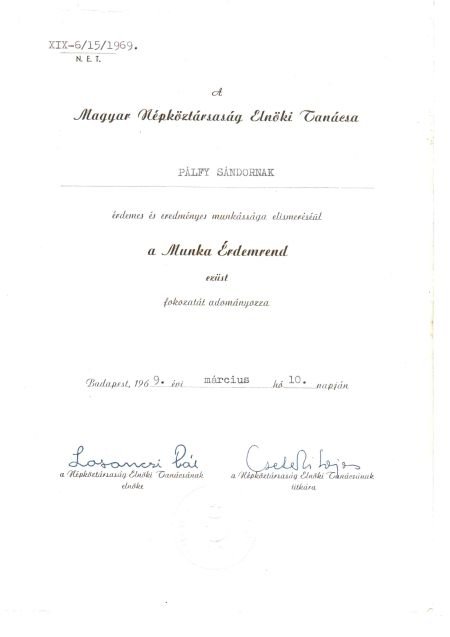 XIX-6/15/1969.
N. E. T.
A
Magyar Népköztársaság Elnöki Tanácsa
PÁLFY SÁNDORNAK
érdemes és eredményes munkássága elismeréséül
a Munka Érdemrend
ezüst
fokozatát adományozza
Budapest, 1969. évi március hó 10. napján
Losonczi Pál Cseterki Lajos
a Népköztársaság Elnöki Tanácsának a Népköztársaság Elnöki Tanácsának
elnöke titkára